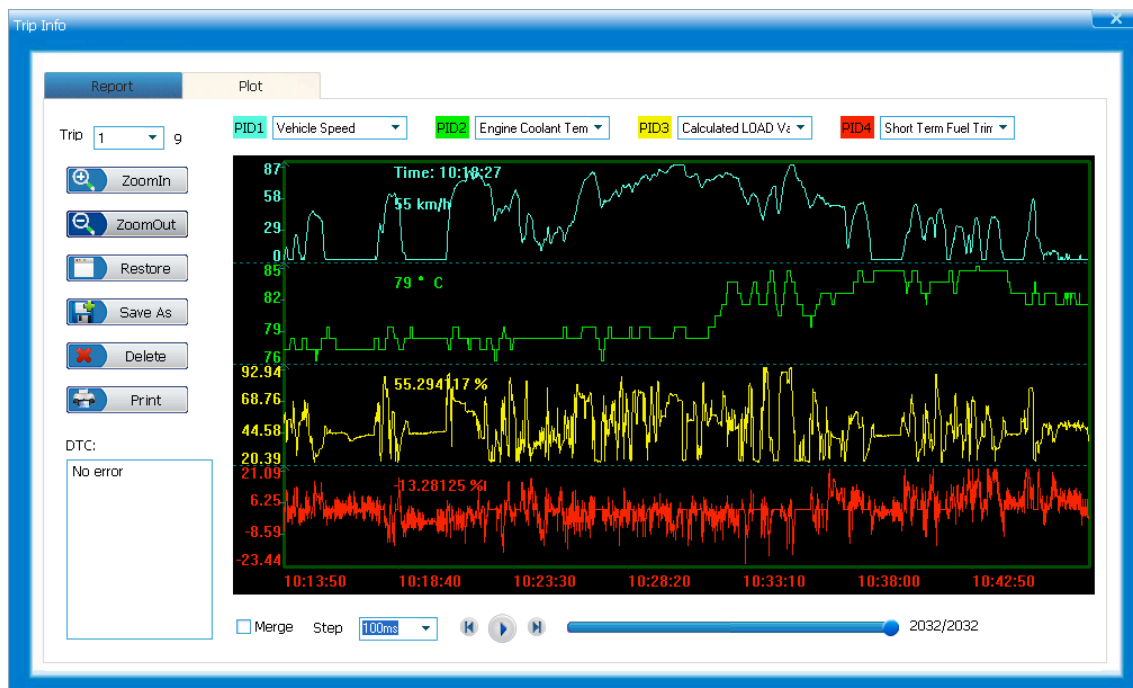 Trip Info
Report Plot
Trip 1 9
PID1 Vehicle Speed PID2 Engine Coolant Tem PID3 Calculated LOAD Va PID4 Short Term Fuel Trim
ZoomIn
ZoomOut
Restore
Save As
Delete
Print
DTC:
No error
87 Time: 10:18:27
58 55 km/h
29
0
85
79 ° C
82
79
76
92.94
55.294117 %
68.76
44.58
20.39
21.09
-13.28125 %
6.25
-8.59
-23.44
10:13:50 10:18:40 10:23:30 10:28:20 10:33:10 10:38:00 10:42:50
Merge Step 100ms 2032/2032